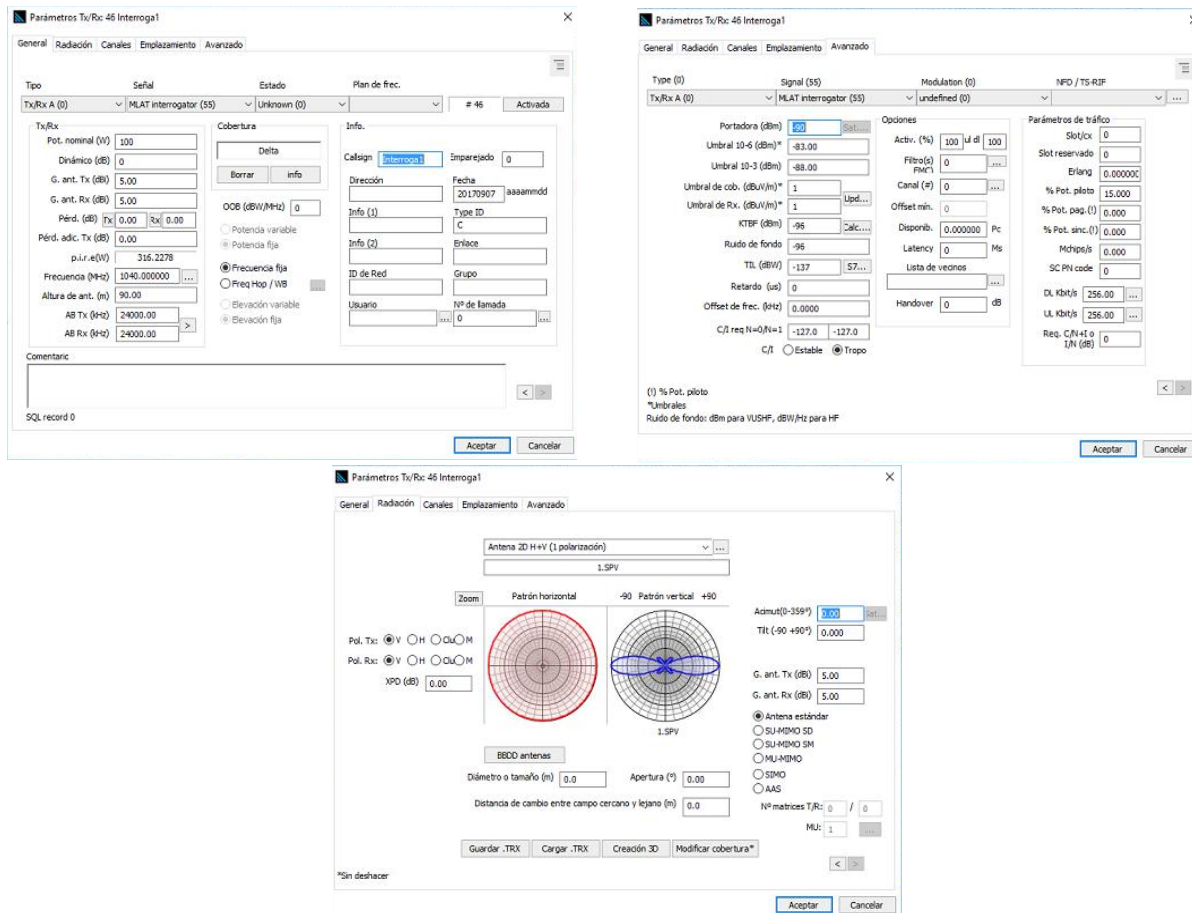 Parámetros Tx/Rx: 46 Interroga1
General Radiación Canales Emplazamiento Avanzado
Tipo Señal Estado Plan de frec.
Tx/Rx A (0) MLAT interrogator (55) Unknown (0) # 46 Activada
Tx/Rx
Pot. nominal (W) 100
Dinámico (dB) 0
G. ant. Tx (dB) 5.00
G. ant. Rx (dB) 5.00
Pérd. (dB) Tx 0.00 Rx 0.00
Pérd. adic. Tx (dB) 0.00
p.i.r.e(W) 316.2278
Frecuencia (MHz) 1040.000000 ...
Altura de ant. (m) 90.00
AB Tx (kHz) 24000.00
AB Rx (kHz) 24000.00
>
Cobertura
Delta
Borrar info
OOB (dBW/MHz) 0
Potencia variable
Potencia fija
Frecuencia fija
Freq Hop / WB ...
Elevación variable
Elevación fija
Info.
Callsign Interroga1 Imparejado 0
Dirección Fecha
20170907 aaaammdd
Info (1) Type ID
C
Info (2) Enlace
ID de Red Grupo
Usuario Nº de llamada
... 0 ...
Comentaric
< >
SQL record 0
Aceptar Cancelar
Parámetros Tx/Rx: 46 Interroga1
General Radiación Canales Emplazamiento Avanzado
Type (0) Signal (55) Modulation (0) NFD / TS-RIF
Tx/Rx A (0) MLAT interrogator (55) undefined (0) ...
Portadora (dBm) -90 Sat...
Umbral 10-6 (dBm)* -83.00
Umbral 10-3 (dBm) -88.00
Umbral de cob. (dBuV/m)* 1
Umbral de Rx. (dBuV/m)* 1
Upd...
KTBF (dBm) -96 Calc...
Ruido de fondo -96
TIL (dBW) -137 S7...
Retardo (us) 0
Offset de frec. (kHz) 0.0000
C/I req N=0/N=1 -127.0 -127.0
C/I Estable Tropo
Opciones
Activ. (%) 100 ul dl 100
Filtro(s) FMC) 0 ...
Canal (#) 0 ...
Offset min. 0
Disponib. 0.000000 Pc
Latency 0 Ms
Lista de vecinos
...
Handover 0 dB
Parámetros de tráfico
Slot/cx 0
Slot reservado 0
Erlang 0.00000(
% Pot. piloto 15.000
% Pot. pag.(!) 0.000
% Pot. sinc.(!) 0.000
Mchips/s 0.000
SC PN code 0
DL Kbit/s 256.00 ...
UL Kbit/s 256.00 ...
Req. C/N+I o I/N (dB) 0
(!) % Pot. piloto
*Umbrales
Ruido de fondo: dBm para VUSHF, dBW/Hz para HF
< >
Aceptar Cancelar
Parámetros Tx/Rx: 46 Interroga1
General Radiación Canales Emplazamiento Avanzado
Antena 2D H+V (1 polarización) ...
1.SPV
Zoom Patrón horizontal -90 Patrón vertical +90
Pol. Tx: V H Clu M
Pol. Rx: V H Clu M
XPD (dB) 0.00
1.SPV
Acimut(0-359°) 0.00 Sat...
Tilt (-90 +90°) 0.000
G. ant. Tx (dBi) 5.00
G. ant. Rx (dBi) 5.00
Antena estándar
SU-MIMO SD
SU-MIMO SM
MU-MIMO
SIMO
AAS
Nº matrices T/R: 0 / 0
MU: 1 ...
BBDD antenas
Diámetro o tamaño (m) 0.0 Apertura (º) 0.00
Distancia de cambio entre campo cercano y lejano (m) 0.0
Guardar .TRX Cargar .TRX Creación 3D Modificar cobertura*
< >
*Sin deshacer
Aceptar Cancelar